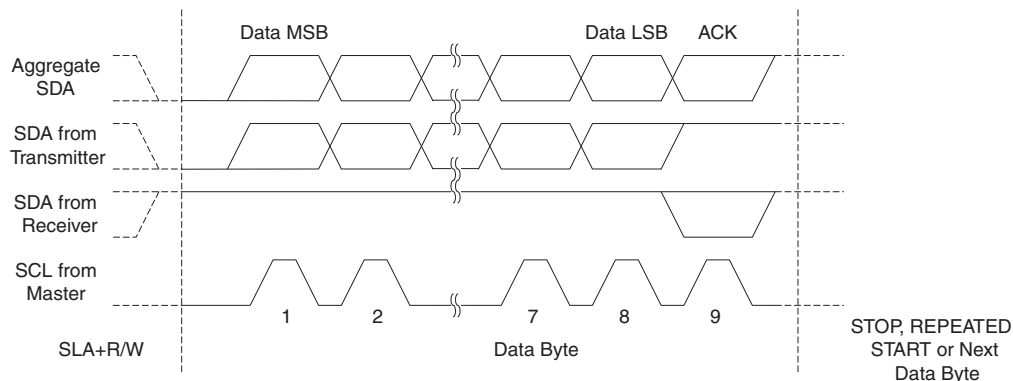 Data MSB
Data LSB
ACK
Aggregate
SDA
SDA from
Transmitter
SDA from
Receiver
SCL from
Master
1
2
7
8
9
SLA+R/W
Data Byte
STOP, REPEATED
START or Next
Data Byte